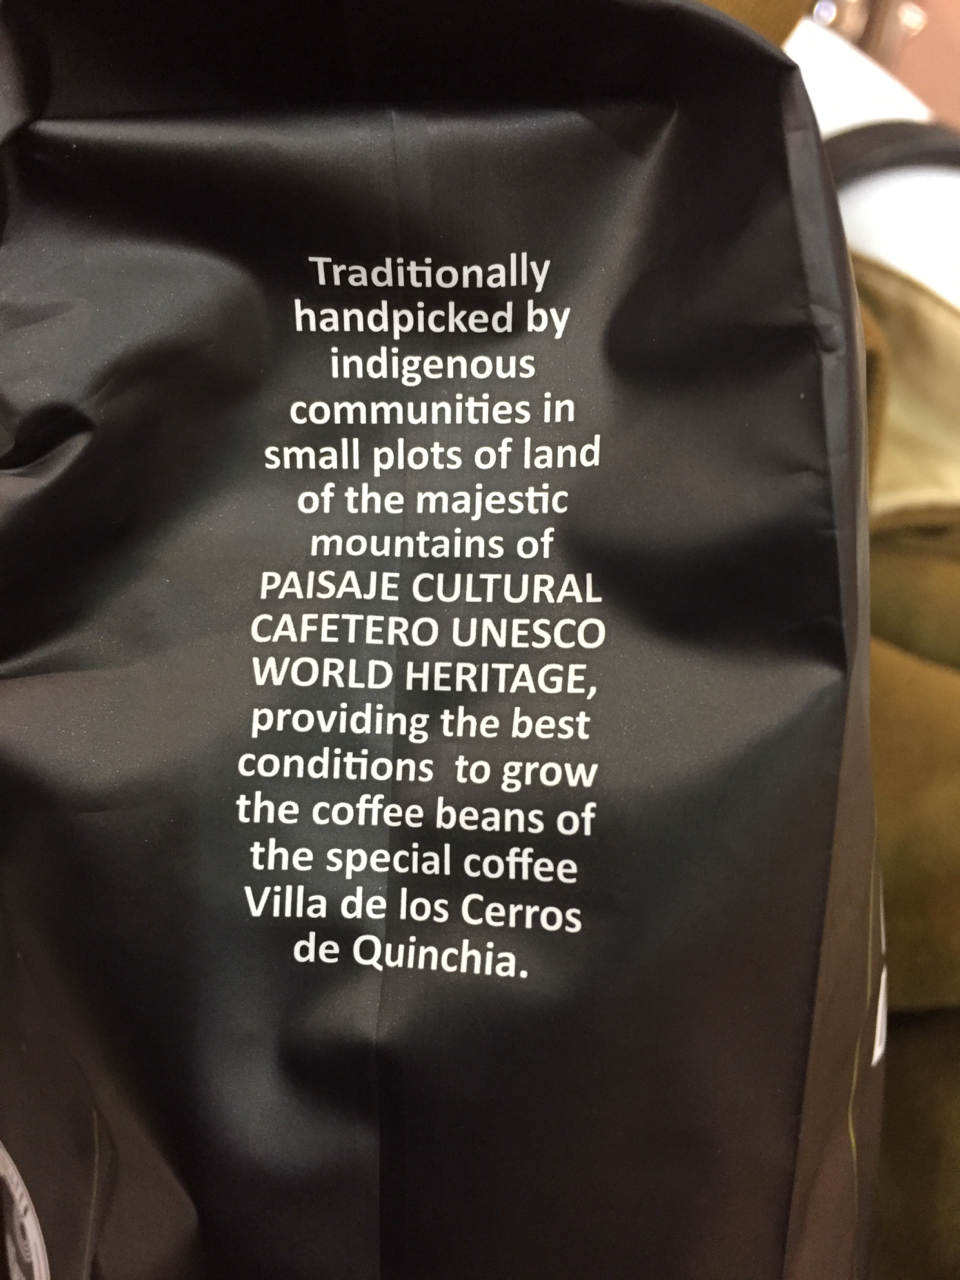 Traditionally
handpicked by
indigenous
communities in
small plots of land
of the majestic
mountains of
PAISAJE CULTURAL
CAFETERO UNESCO
WORLD HERITAGE,
providing the best
conditions  to grow
the coffee beans of
the special coffee
Villa de los Cerros
de Quinchia.